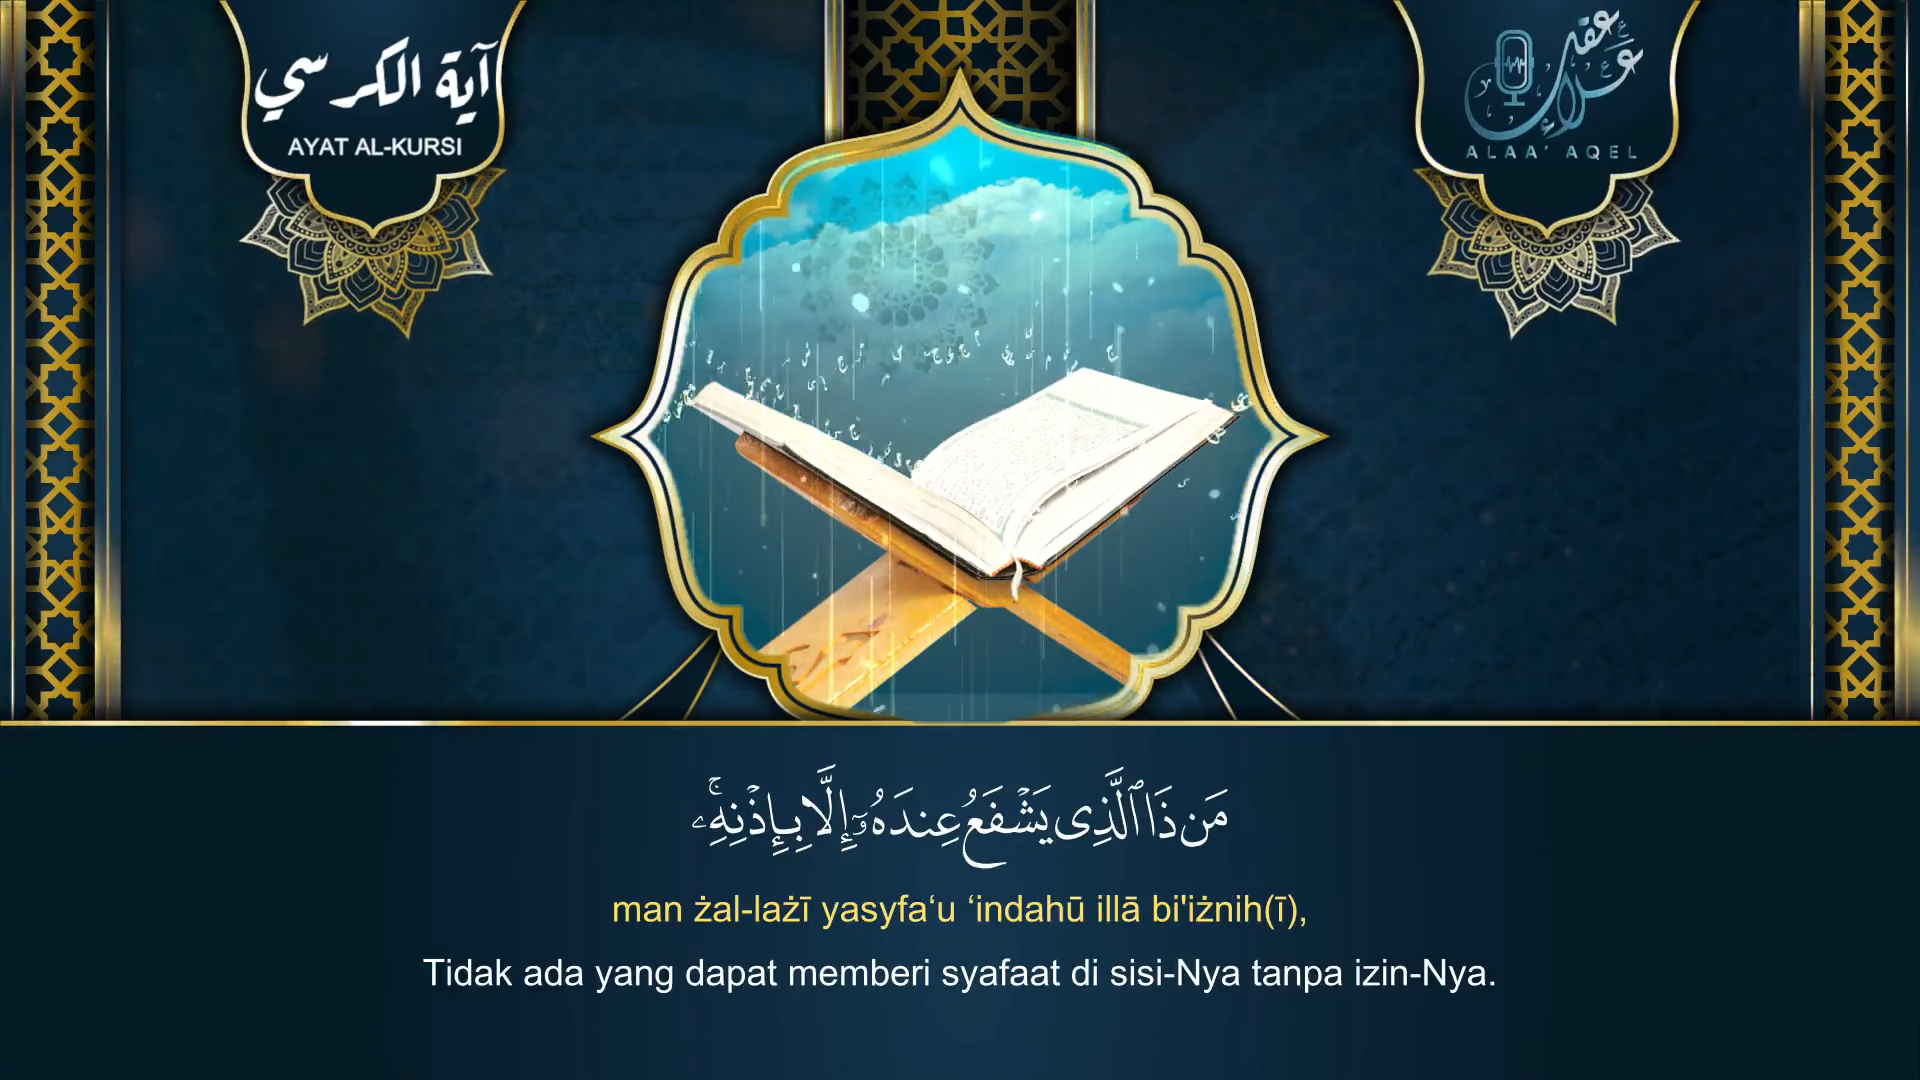 آية الكرسي
AYAT AL-KURSI
علاء عقل
ALAA' AQEL
مَن ذَا ٱلَّذِى يَشْفَعُ عِندَهُۥٓ إِلَّا بِإِذْنِهِۦۚ
man żal-lażī yasyfa‘u ‘indahū illā bi'iżnih(ī),
Tidak ada yang dapat memberi syafaat di sisi-Nya tanpa izin-Nya.